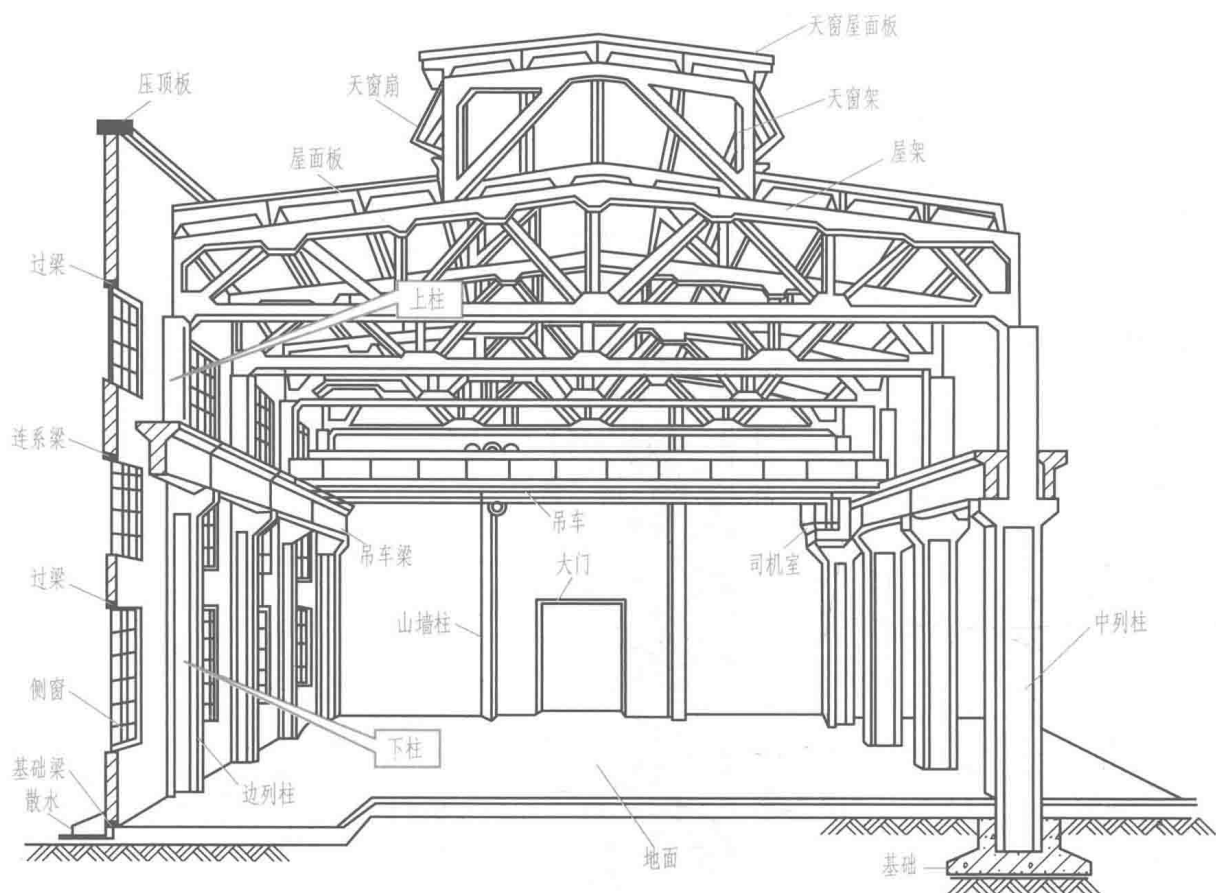 天窗屋面板
压顶板
天窗扇
天窗架
屋面板
屋架
过梁
上柱
连系梁
吊车
吊车梁
大门
司机室
过梁
山墙柱
中列柱
侧窗
下柱
基础梁
边列柱
散水
地面
基础